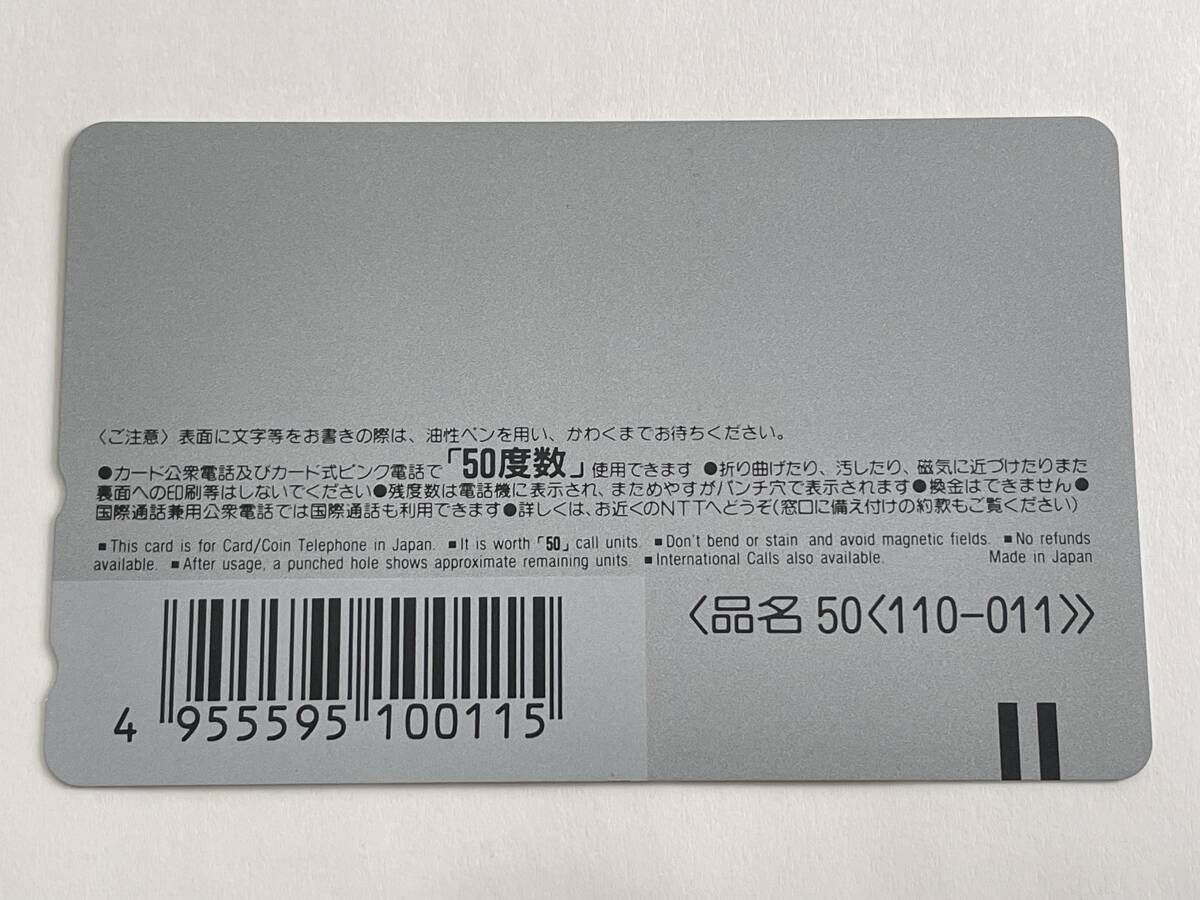 〈ご注意〉表面に文字等をお書きの際は、油性ペンを用い、かわくまでお待ちください。
●カード公衆電話及びカード式ピンク電話で「50度数」使用できます ●折り曲げたり、汚したり、磁気に近づけたりまた
裏面への印刷等はしないでください●残度数は電話機に表示され、まためやすがパンチ穴で表示されます●換金はできません●
国際通話兼用公衆電話では国際通話も利用できます●詳しくは、お近くのNTTへどうぞ(窓口に備え付けの約款もご覧ください)
■This card is for Card/Coin Telephone in Japan. ■It is worth「50」call units. ■Don't bend or stain and avoid magnetic fields. ■No refunds
available. ■After usage, a punched hole shows approximate remaining units. ■International Calls also available. Made in Japan
〈品名 50〈110-011〉〉
4 955595 100115